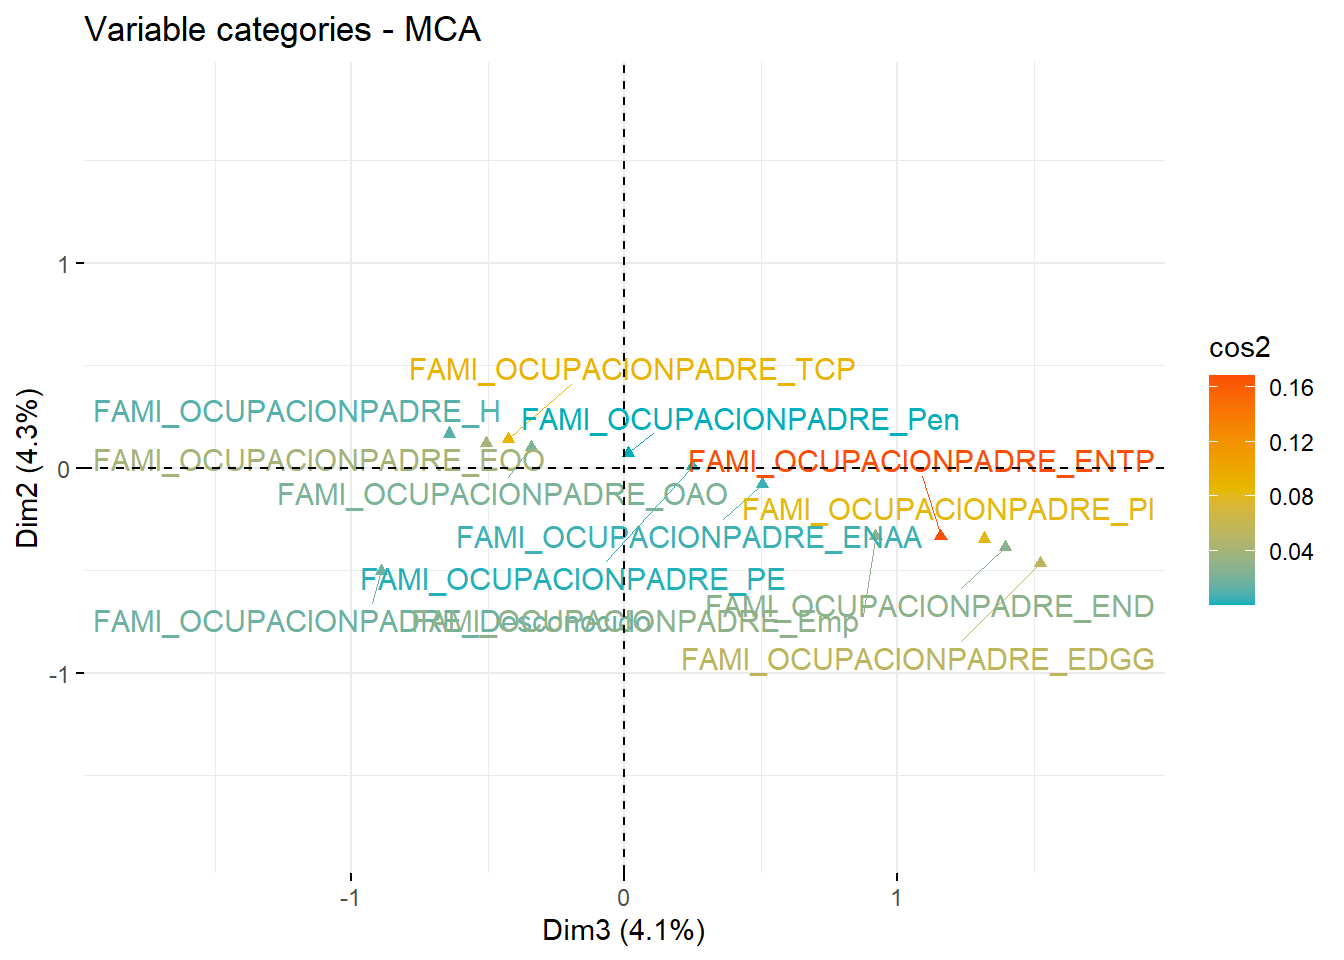 Variable categories - MCA
FAMI_OCUPACIONPADRE_TCP
FAMI_OCUPACIONPADRE_H
FAMI_OCUPACIONPADRE_Pen
FAMI_OCUPACIONPADRE_EOO
FAMI_OCUPACIONPADRE_ENTP
FAMI_OCUPACIONPADRE_OAO
FAMI_OCUPACIONPADRE_PI
FAMI_OCUPACIONPADRE_ENAA
FAMI_OCUPACIONPADRE_PE
FAMI_OCUPACIONPADRE_END
FAMI_OCUPACIONPADRE_Desconocido
FAMI_OCUPACIONPADRE_Emp
FAMI_OCUPACIONPADRE_EDGG
1
0
-1
Dim2 (4.3%)
-1
0
1
Dim3 (4.1%)
cos2
0.16
0.12
0.08
0.04